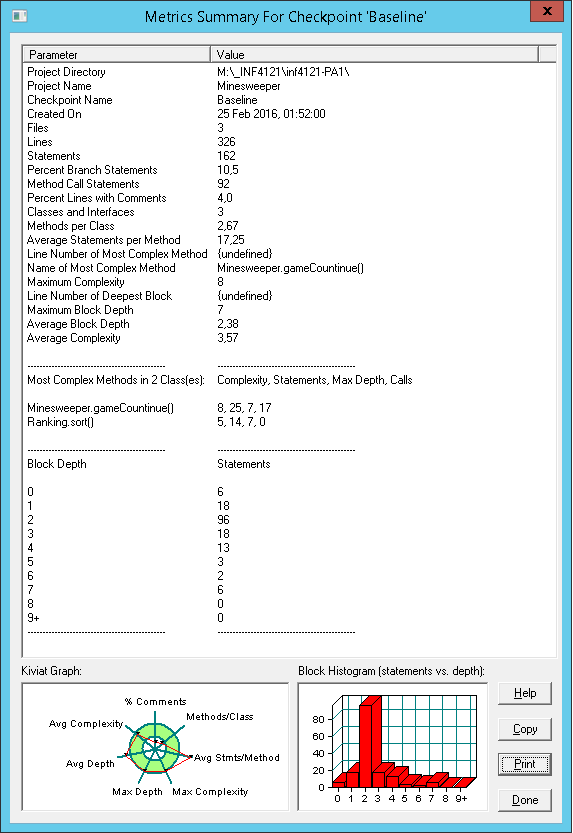 Metrics Summary For Checkpoint 'Baseline'
x
Parameter Value
Project Directory M:\_INF4121\inf4121-PA1\
Project Name Minesweeper
Checkpoint Name Baseline
Created On 25 Feb 2016, 01:52:00
Files 3
Lines 326
Statements 162
Percent Branch Statements 10,5
Method Call Statements 92
Percent Lines with Comments 4,0
Classes and Interfaces 3
Methods per Class 2,67
Average Statements per Method 17,25
Line Number of Most Complex Method {undefined}
Name of Most Complex Method Minesweeper.gameCountinue()
Maximum Complexity 8
Line Number of Deepest Block {undefined}
Maximum Block Depth 7
Average Block Depth 2,38
Average Complexity 3,57
Most Complex Methods in 2 Class(es): Complexity, Statements, Max Depth, Calls
Minesweeper.gameCountinue() 8, 25, 7, 17
Ranking.sort() 5, 14, 7, 0
Block Depth Statements
0 6
1 18
2 96
3 18
4 13
5 3
6 2
7 6
8 0
9+ 0
Kiviat Graph:
% Comments
Methods/Class
Avg Complexity
Avg Stmts/Method
Avg Depth
Max Depth
Max Complexity
Block Histogram (statements vs. depth):
80
60
40
20
0
0 1 2 3 4 5 6 7 8 9+
Help
Copy
Print
Done